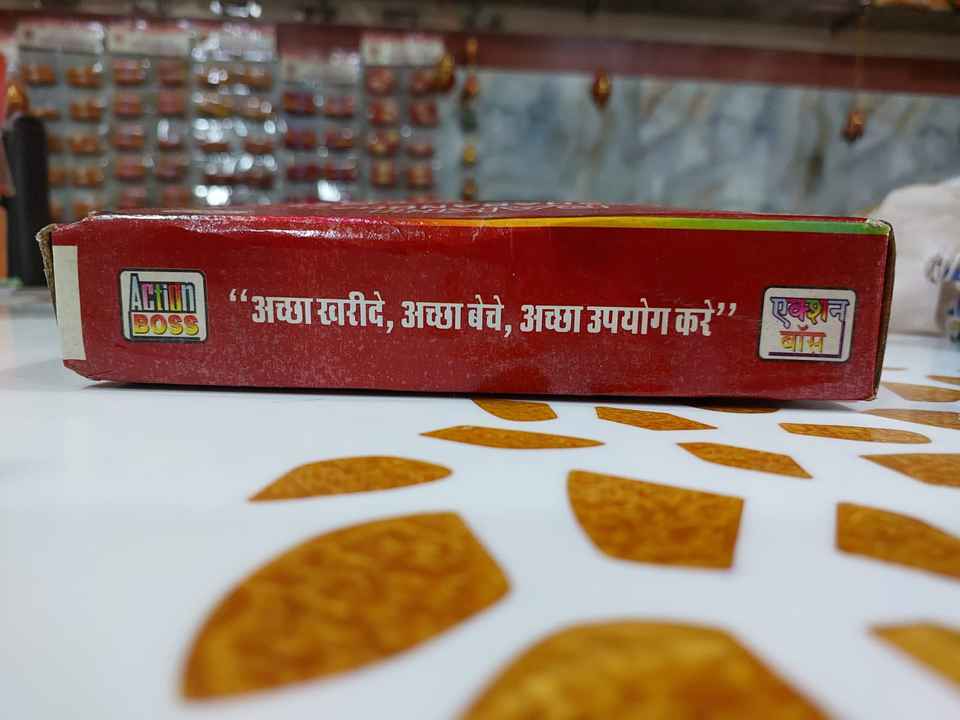 Action
BOSS
“अच्छा खरीदे, अच्छा बेचे, अच्छा उपयोग करे”
एक्शन
बॉस